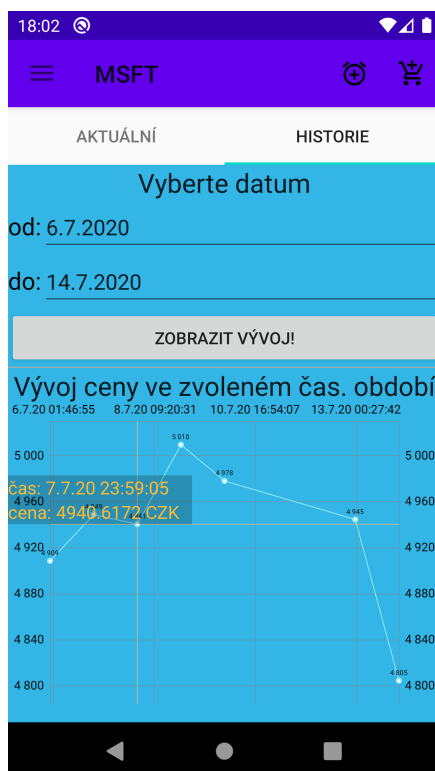 18:02
MSFT
AKTUÁLNÍ HISTORIE
Vyberte datum
od: 6.7.2020
do: 14.7.2020
ZOBRAZIT VÝVOJ!
Vývoj ceny ve zvoleném čas. období
6.7.20 01:46:55 8.7.20 09:20:31 10.7.20 16:54:07 13.7.20 00:27:42
5 010
5 000 5 000
4 978
čas: 7.7.20 23:59:05
4 960 4 960
cena: 4940.6172 CZK
4 945
4 920 4 920
4 909
4 880 4 880
4 840 4 840
4 805
4 800 4 800